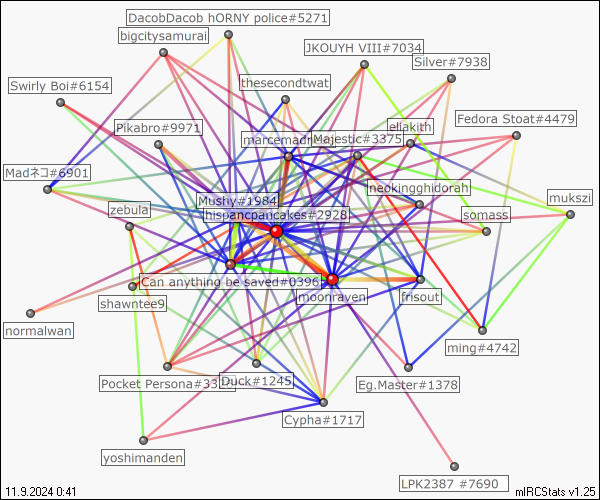 DacobDacob hORNY police#5271
bigcitysamurai
JKOUYH VIII#7034
Silver#7938
Swirly Boi#6154
thesecondtwat
Fedora Stoat#4479
Pikabro#9971
eliakith
Majestic#3375
Madネコ#6901
neokingghidorah
mukszi
Mushy#1984
zebula
hispancpancakes#2928
somass
Can anything be saved#0396
moonraven
frisout
shawntee9
normalwan
ming#4742
Pocket Persona#33
Duck#1245
Eg.Master#1378
Cypha#1717
yoshimanden
LPK2387 #7690
11.9.2024 0:41
mIRCStats v1.25